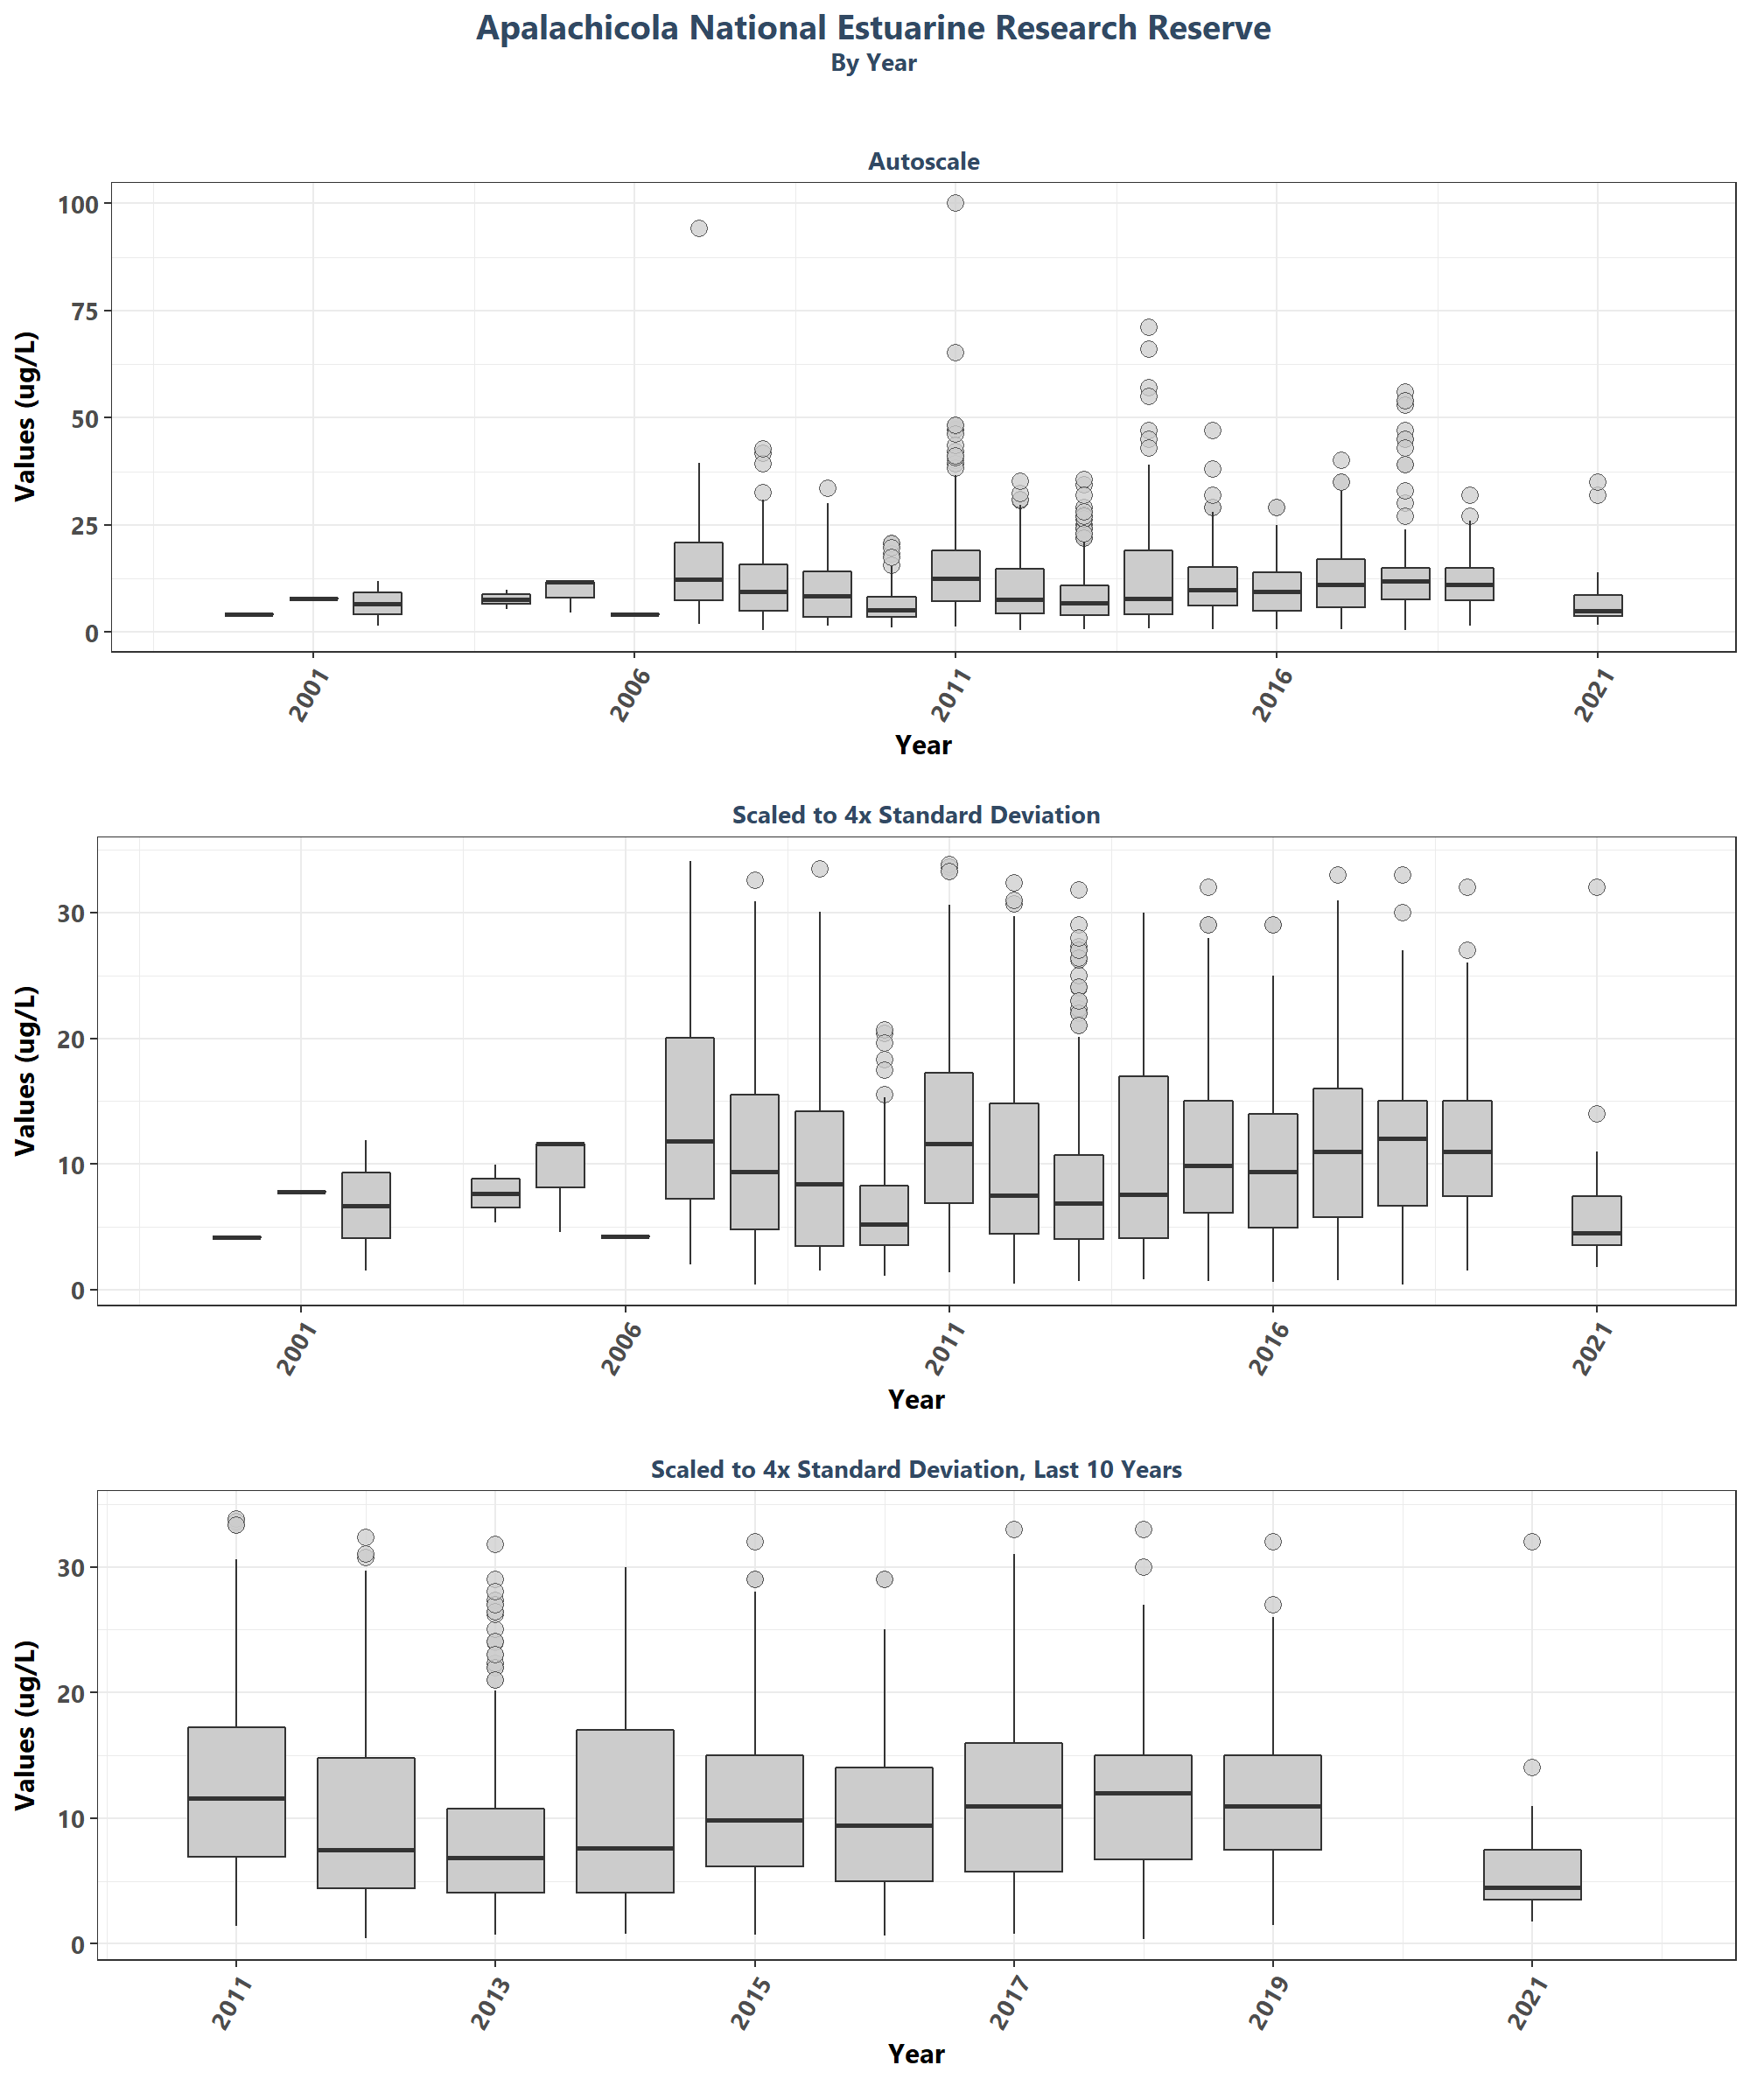 Apalachicola National Estuarine Research Reserve
By Year
Autoscale
Values (ug/L)
100
75
50
25
0
2001
2006
2011
2016
2021
Year
Scaled to 4x Standard Deviation
Values (ug/L)
30
20
10
0
2001
2006
2011
2016
2021
Year
Scaled to 4x Standard Deviation, Last 10 Years
Values (ug/L)
30
20
10
0
2011
2013
2015
2017
2019
2021
Year